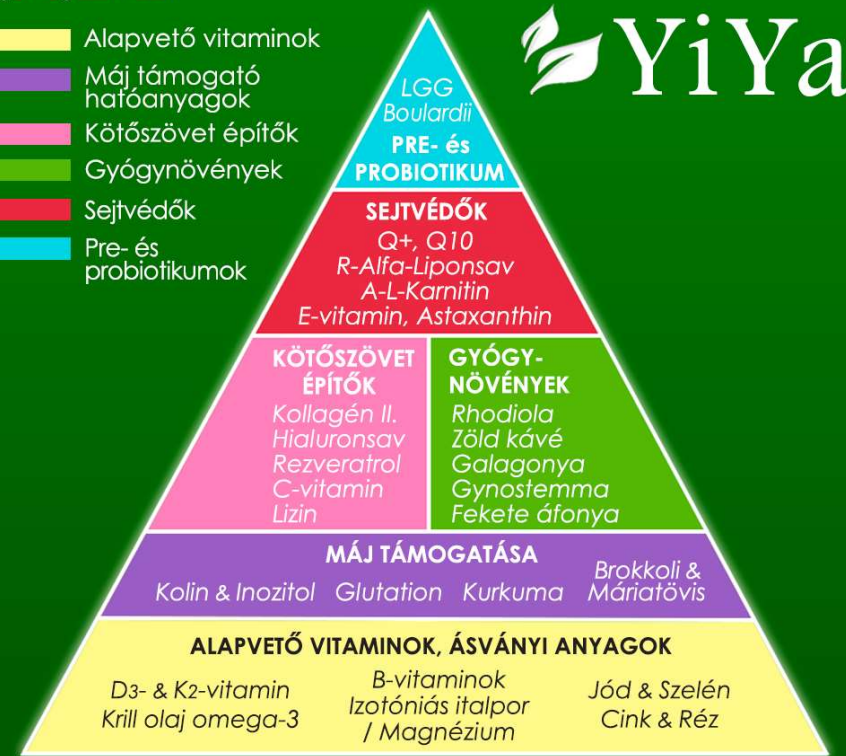 Alapvető vitaminok
Máj támogató
hatóanyagok
Kötőszövet építők
Gyógynövények
Sejtvédők
Pre- és
probiotikumok
YiYa
LGG
Boulardii
PRE- és
PROBIOTIKUM
SEJTVÉDŐK
Q+, Q10
R-Alfa-Liponsav
A-L-Karnitin
E-vitamin, Astaxanthin
KÖTŐSZÖVET
ÉPÍTŐK
Kollagén II.
Hialuronsav
Rezveratrol
C-vitamin
Lizin
GYÓGY-
NÖVÉNYEK
Rhodiola
Zöld kávé
Galagonya
Gynostemma
Fekete áfonya
MÁJ TÁMOGATÁSA
Kolin & Inozitol Glutation Kurkuma
Brokkoli &
Máriatövis
ALAPVETŐ VITAMINOK, ÁSVÁNYI ANYAGOK
D3- & K2-vitamin
Krill olaj omega-3
B-vitaminok
Izotóniás italpor
/ Magnézium
Jód & Szelén
Cink & Réz